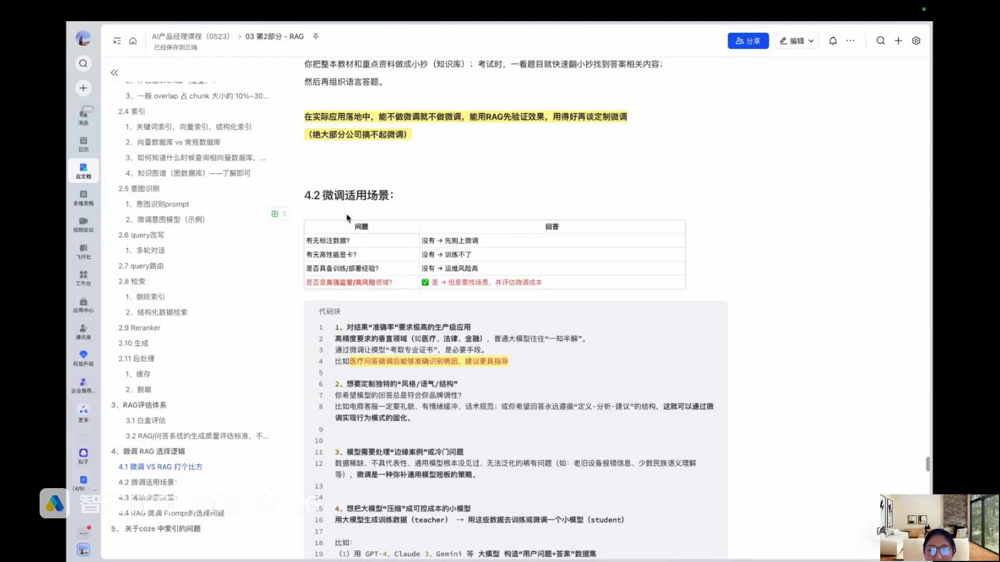 AI产品经理课程（0523） > 03 第2部分 - RAG
已经保存到云端
分享
编辑
499
消息
日历
云文档
多维表格
视频会议
飞行社
工作台
应用中心
通讯录
权益升级
企业推荐...
更多
扣子
(4/9)
3、一般 overlap 占 chunk 大小的 10%~30...
2.4 索引
1、关键词索引，向量索引，结构化索引
2、向量数据库 vs 常规数据库
3、如何知道什么时候查询相向量数据库，...
4、知识图谱（图数据库）——了解即可
2.5 意图识别
1、意图识别prompt
2、微调意图模型（示例）
2.6 query改写
1、多轮对话
2.7 query路由
2.8 检索
1、倒排索引
2、结构化数据检索
2.9 Reranker
2.10 生成
2.11 后处理
1、缓存
2、脱敏
3、RAG评估体系
3.1 白盒评估
3.2 RAG/问答系统的生成质量评估标准，不...
4、微调 RAG 选择逻辑
4.1 微调 VS RAG 打个比方
4.2 微调适用场景：
4.4 RAG 微调 Prompt的选择问题
5、 关于coze 中索引的问题
你把整本教材和重点资料做成小抄（知识库）；考试时，一看题目就快速翻小抄找到答案相关内容；
然后再组织语言答题。
在实际应用落地中，能不做微调就不做微调，能用RAG先验证效果，用得好再谈定制微调
（绝大部分公司搞不起微调）
4.2 微调适用场景：
问题 回答
有无标注数据？ 没有 → 先别上微调
有无高性能显卡？ 没有 → 训练不了
是否具备训练/部署经验？ 没有 → 运维风险高
是否是高强监管/高风险领域？ ✅ 是 → 但是要找场景，并评估微调成本
代码块
1 1、对结果“准确率”要求极高的生产级应用
2 高精度要求的垂直领域（如医疗、法律、金融），普通大模型往往“一知半解”。
3 通过微调让模型“考取专业证书”，是必要手段。
4 比如医疗问答微调后能够准确识别病因、建议更具指导
5
6 2、想要定制独特的“风格/语气/结构”
7 你希望模型的回答总是符合你品牌调性？
8 比如电商客服一定要礼貌、有情绪缓冲、话术规范；或你希望回答永远遵循“定义-分析-建议”的结构，这就可以通过微
调实现行为模式的固化。
9
10
11 3、模型需要处理“边缘案例”或冷门问题
12 数据稀缺、不具代表性、通用模型根本没见过、无法泛化的稀有问题（如：老旧设备报错信息、少数民族语义理解
等），微调是一种弥补通用模型短板的策略。
13
14
15 4、想把大模型“压缩”成可控成本的小模型
16 用大模型生成训练数据（teacher） → 用这些数据去训练或微调一个小模型（student）
17
18 比如：
19 （1）用 GPT-4、Claude 3、Gemini 等 大模型 构造“用户问题+答案”数据集